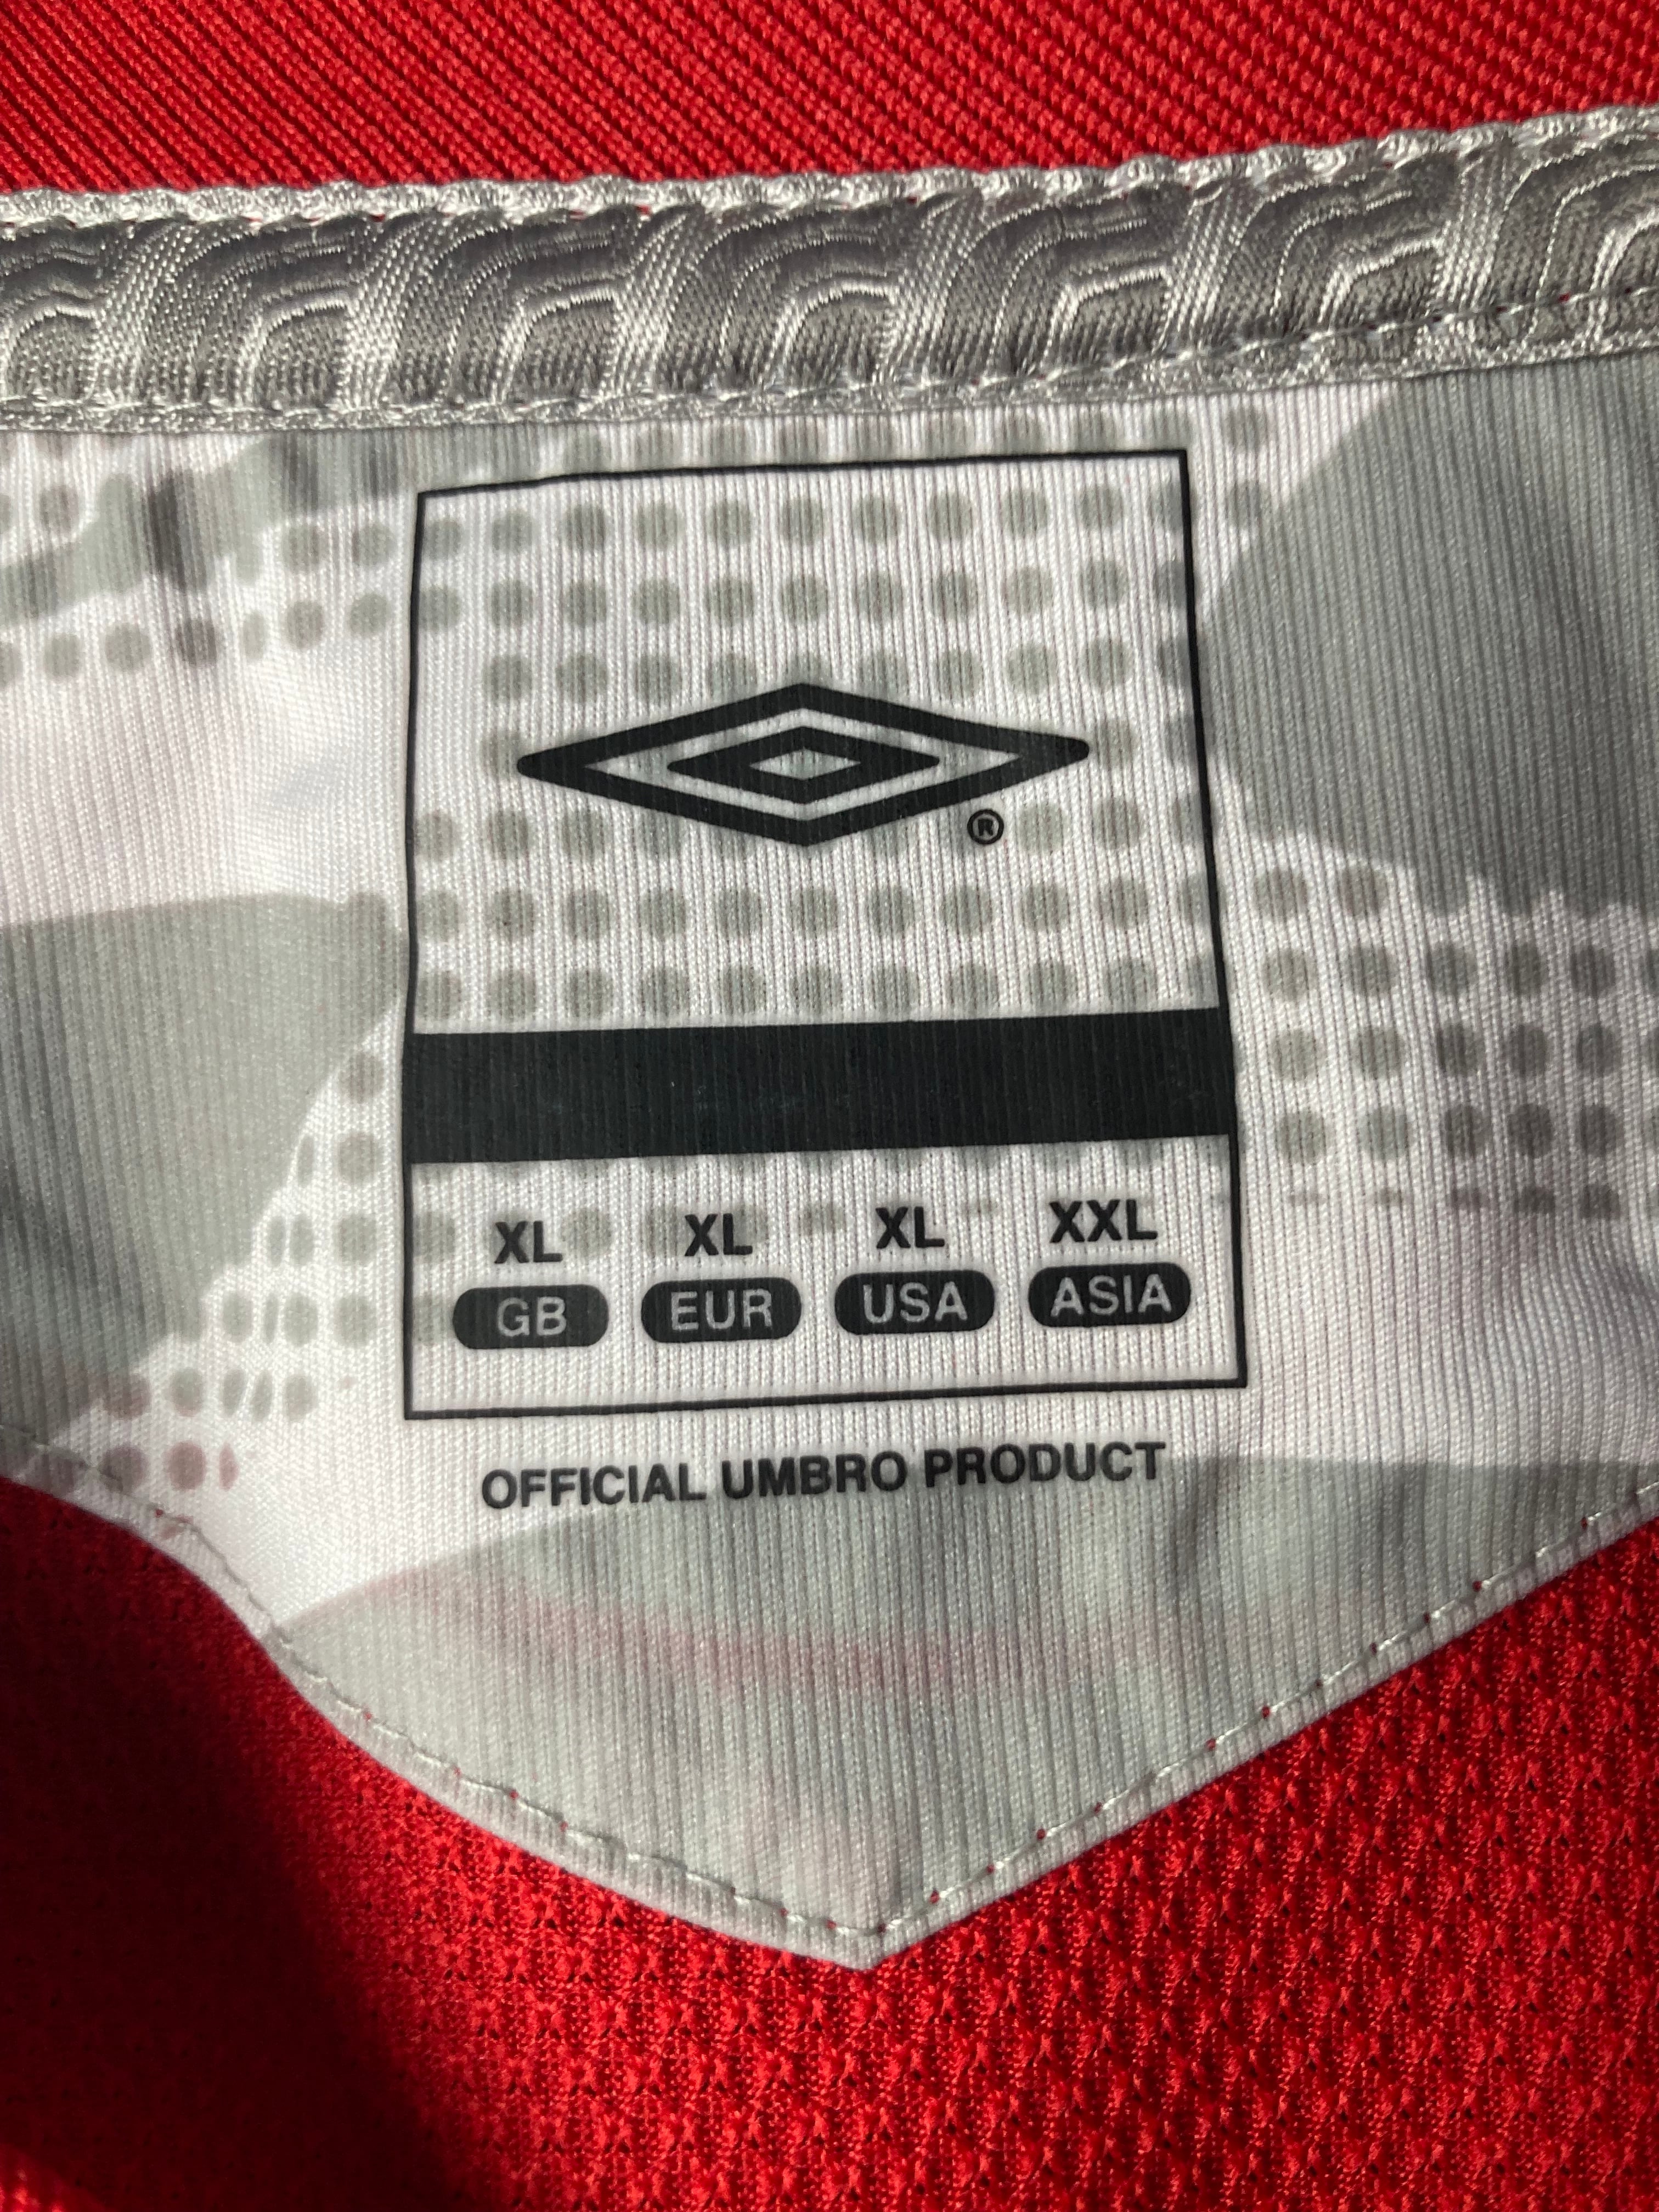 ®
XL XL XL XXL
GB EUR USA ASIA
OFFICIAL UMBRO PRODUCT